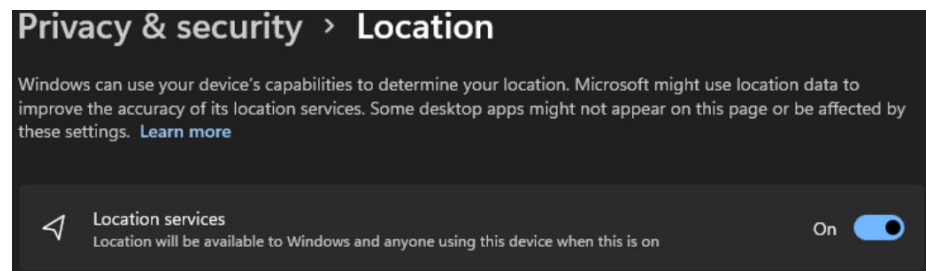 Privacy & security > Location
Windows can use your device's capabilities to determine your location. Microsoft might use location data to
improve the accuracy of its location services. Some desktop apps might not appear on this page or be affected by
these settings. Learn more
Location services
On
Location will be available to Windows and anyone using this device when this is on